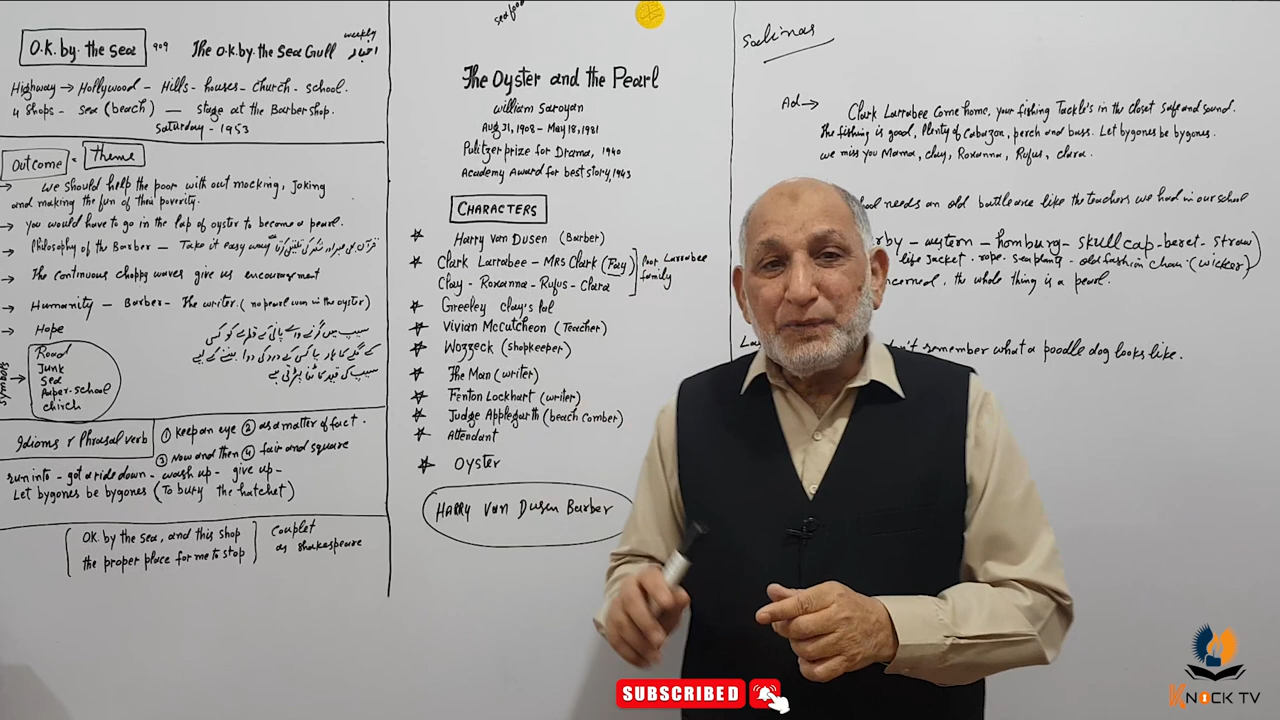 O.K. by. the Sea 909 The O.K. by. the Sea Gull weekly اخبار
Highway → Hollywood - Hills - houses - church - school.
4 shops - sea (beach) — stage at the Barber shop.
Saturday - 1953
Outcome = Theme
→ we should help the poor with out mocking, Joking
and making the fun of their poverty.
→ you would have to go in the lap of oyster to become a pearl.
→ Philosophy of the Barber - Take it easy way
→ The continuous choppy waves give us encouragment
→ Humanity - Barber - The writer. (no pearl even in the oyster)
→ Hope
symbols →
Road
Junk
Sea
Paper. school
chirch
Idioms & Phrasal verb
① Keep an eye ② as a matter of fact.
③ Now and then ④ fair and square
run into - got a ride down - wash up - give up -
Let bygones be bygones (To bury the hatchet)
OK by the sea, and this shop
the proper place for me to stop
Couplet
as shakespeare
seafood
The Oyster and the Pearl
william Saroyan
Aug 31, 1908 - May 18, 1981
Pulitzer prize for Drama, 1940
Academy Award for best story, 1943
CHARACTERS
Harry Van Dusen (Barber)
Clark Larrabee - MRS Clark (Fay)
Clay - Roxanna - Rufus - Clara
Poor Larrabee
family
Greeley Clay's pal
Vivian McCutcheon (Teacher)
Wozzeck (shopkeeper)
The Man (writer)
Fenton Lockhart (writer)
Judge Applegarth (beach comber)
Attendant
OYSTER
HARRY Van Dusen Barber
Salinas
Ad → Clark Larrabee Come home, your fishing Tackle's in the closet safe and sound.
The fishing is good, plenty of Cabazon, perch and bass. Let bygones be bygones.
we miss you Mama, clay, Roxanna, Rufus, clara.
needs an old battleaxe like the teachers we had in our school
western - homburg - skull cap - beret - straw
life Jacket - rope - sea plants - old fashion chair (wicker)
the whole thing is a pearl.
remember what a poodle dog looks like.
SUBSCRIBED
KNOCK TV